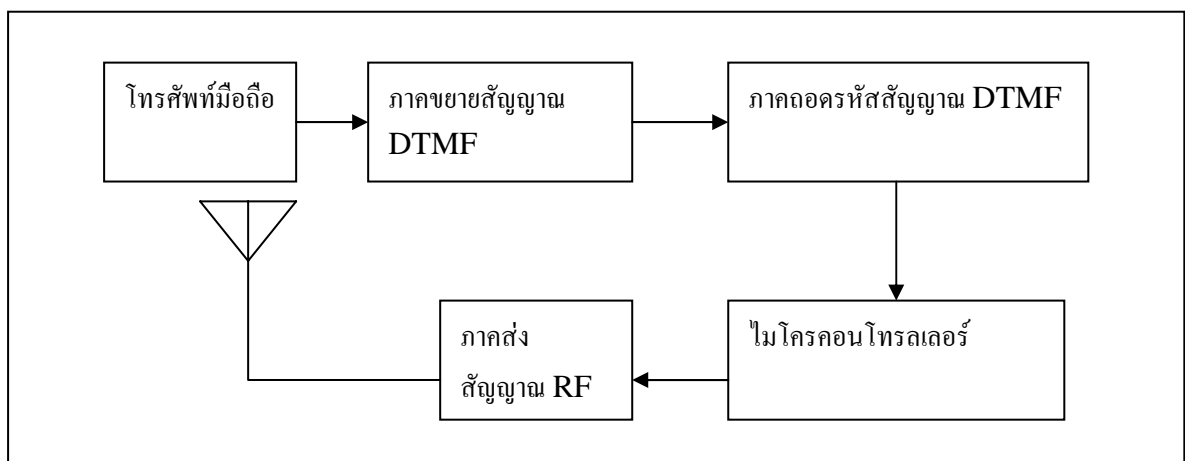 โทรศัพท์มือถือ
ภาคขยายสัญญาณ
DTMF
ภาคถอดรหัสสัญญาณ DTMF
ภาคส่ง
สัญญาณ RF
ไมโครคอนโทรลเลอร์